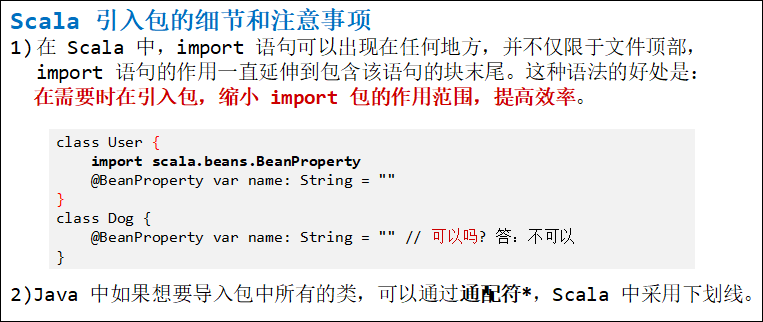 Scala 引入包的细节和注意事项
1)在 Scala 中，import 语句可以出现在任何地方，并不仅限于文件顶部，
import 语句的作用一直延伸到包含该语句的块末尾。这种语法的好处是：
在需要时在引入包，缩小 import 包的作用范围，提高效率。
class User {
import scala.beans.BeanProperty
@BeanProperty var name: String = ""
}
class Dog {
@BeanProperty var name: String = "" // 可以吗? 答：不可以
}
2)Java 中如果想要导入包中所有的类，可以通过通配符*，Scala 中采用下划线。